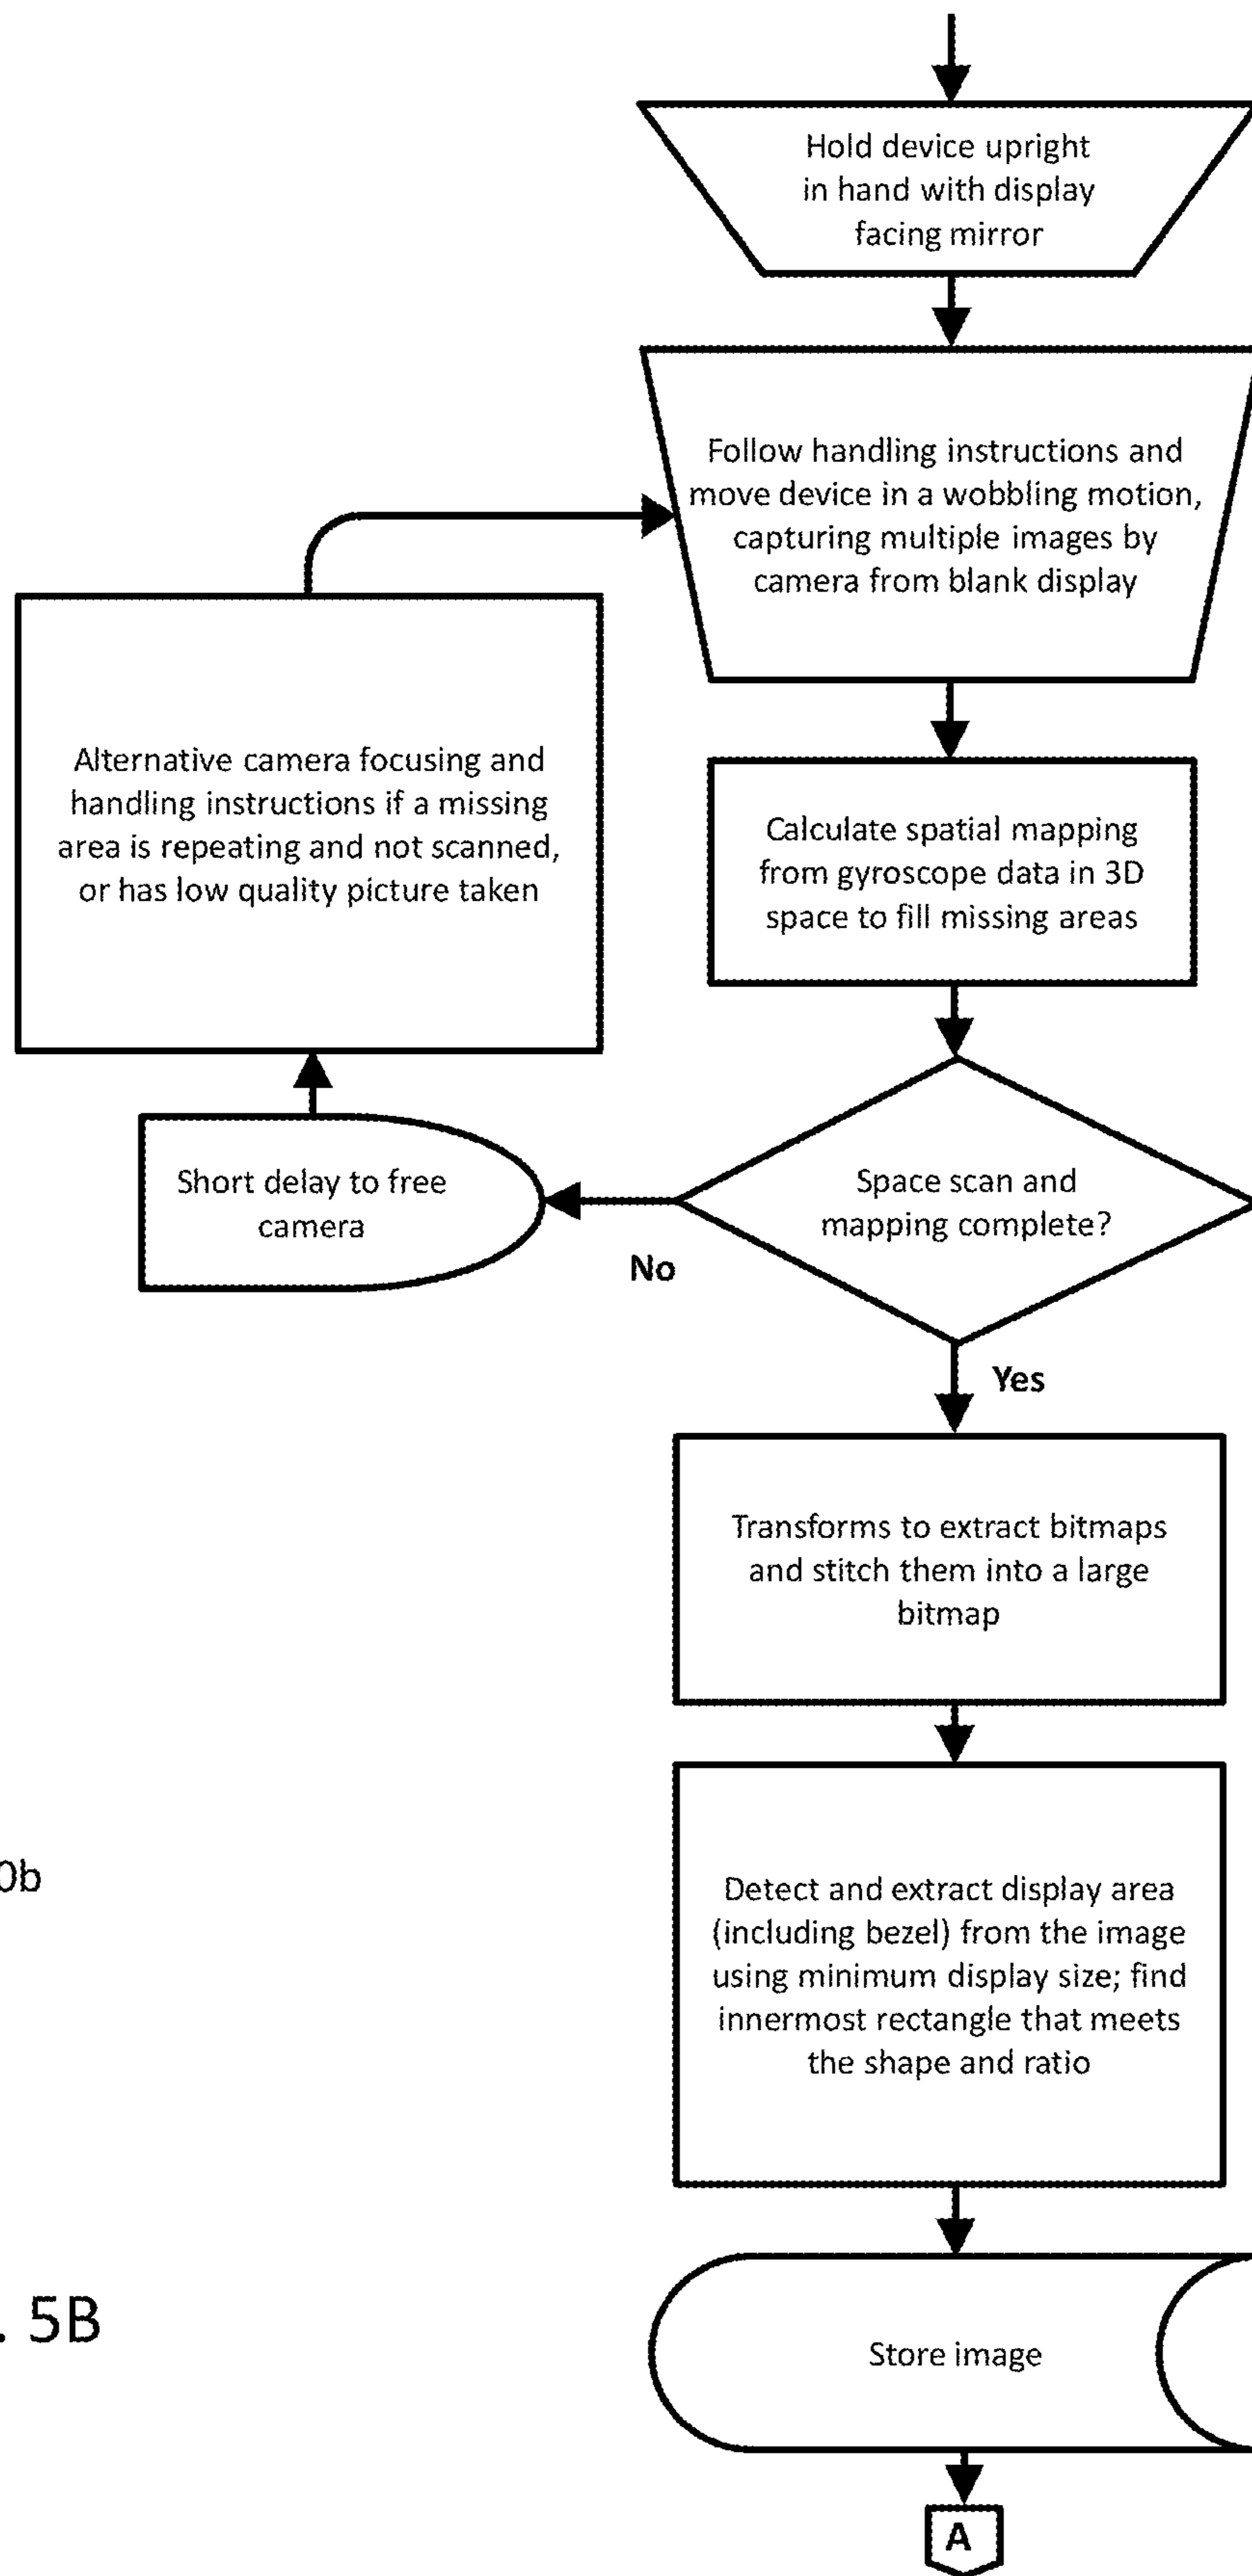 Hold device upright
in hand with display
facing mirror
Follow handling instructions and
move device in a wobbling motion,
capturing multiple images by
camera from blank display
Alternative camera focusing and
handling instructions if a missing
area is repeating and not scanned,
or has low quality picture taken
Calculate spatial mapping
from gyroscope data in 3D
space to fill missing areas
Short delay to free
camera
Space scan and
mapping complete?
No
Yes
Transforms to extract bitmaps
and stitch them into a large
bitmap
0b
Detect and extract display area
(including bezel) from the image
using minimum display size; find
innermost rectangle that meets
the shape and ratio
. 5B
Store image
A